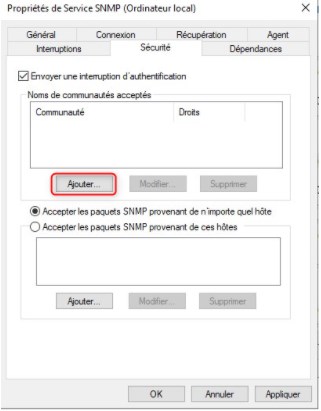 Propriétés de Service SNMP (Ordinateur local)
Général Connexion Récupération Agent
Interruptions Sécurité Dépendances
Envoyer une interruption d'authentification
Noms de communautés acceptés
Communauté Droits
Ajouter... Modifier... Supprimer
Accepter les paquets SNMP provenant de n'importe quel hôte
Accepter les paquets SNMP provenant de ces hôtes
Ajouter... Modifier... Supprimer
OK Annuler Appliquer